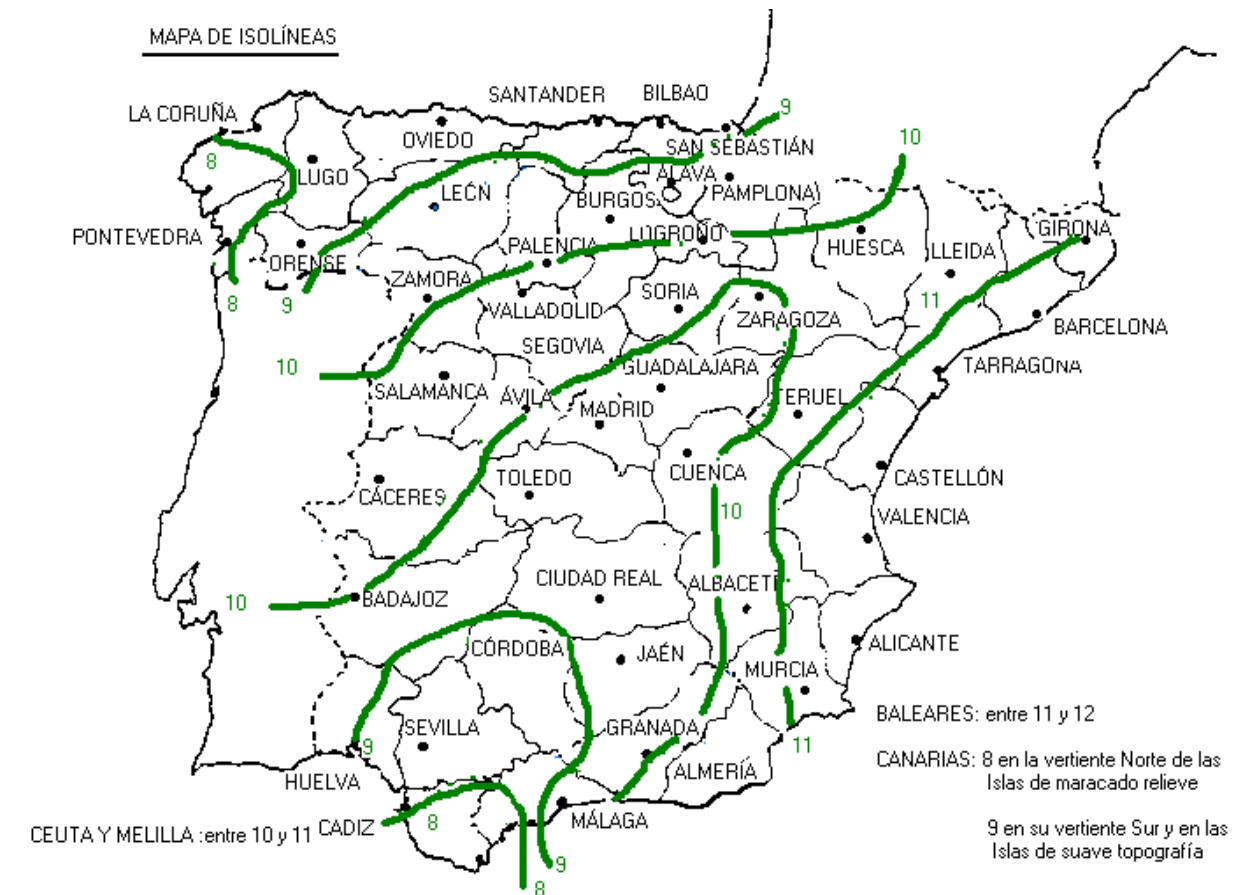 MAPA DE ISOLÍNEAS
SANTANDER
BILBAO
9
LA CORUÑA
OVIEDO
10
8
SAN SEBASTIÁN
LUGO
ÁLAVA
LEÓN
BURGOS
PAMPLONA
PONTEVEDRA
LOGROÑO
GIRONA
ORENSE
PALENCIA
HUESCA
LLEIDA
8
9
ZAMORA
SORIA
11
VALLADOLID
ZARAGOZA
BARCELONA
SEGOVIA
10
GUADALAJARA
TARRAGONA
SALAMANCA
ÁVILA
MADRID
TERUEL
CÁCERES
TOLEDO
CUENCA
CASTELLÓN
10
VALENCIA
CIUDAD REAL
ALBACETE
10
BADAJOZ
CÓRDOBA
JAÉN
ALICANTE
MURCIA
BALEARES: entre 11 y 12
SEVILLA
GRANADA
9
11
HUELVA
ALMERÍA
CANARIAS: 8 en la vertiente Norte de las
Islas de maracado relieve
CEUTA Y MELILLA :entre 10 y 11
CADIZ
8
MÁLAGA
9 en su vertiente Sur y en las
Islas de suave topografía
9
8